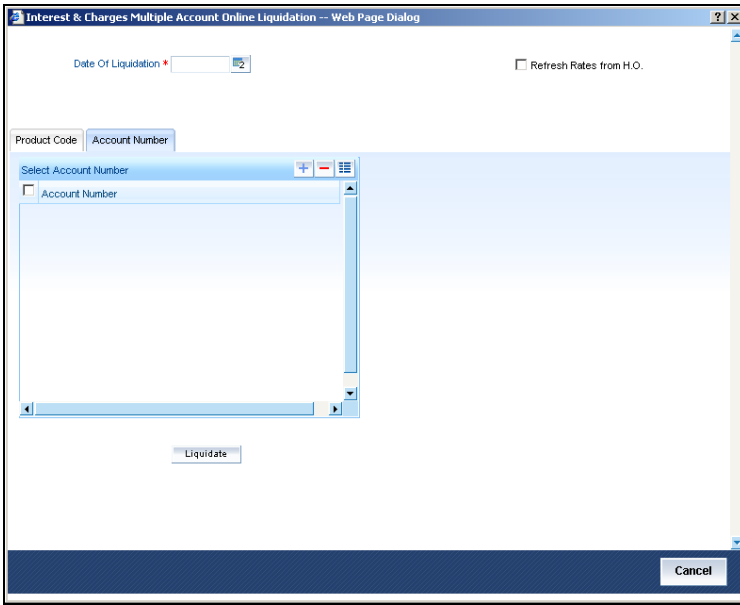 Interest & Charges Multiple Account Online Liquidation -- Web Page Dialog
Date Of Liquidation *
Refresh Rates from H.O.
Product Code Account Number
Select Account Number
Account Number
Liquidate
Cancel